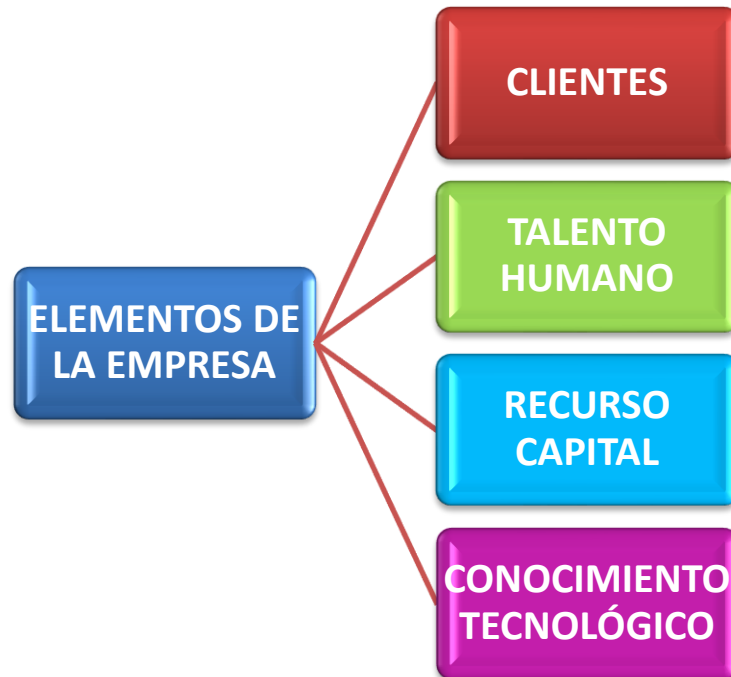 ELEMENTOS DE
LA EMPRESA
CLIENTES
TALENTO
HUMANO
RECURSO
CAPITAL
CONOCIMIENTO
TECNOLÓGICO